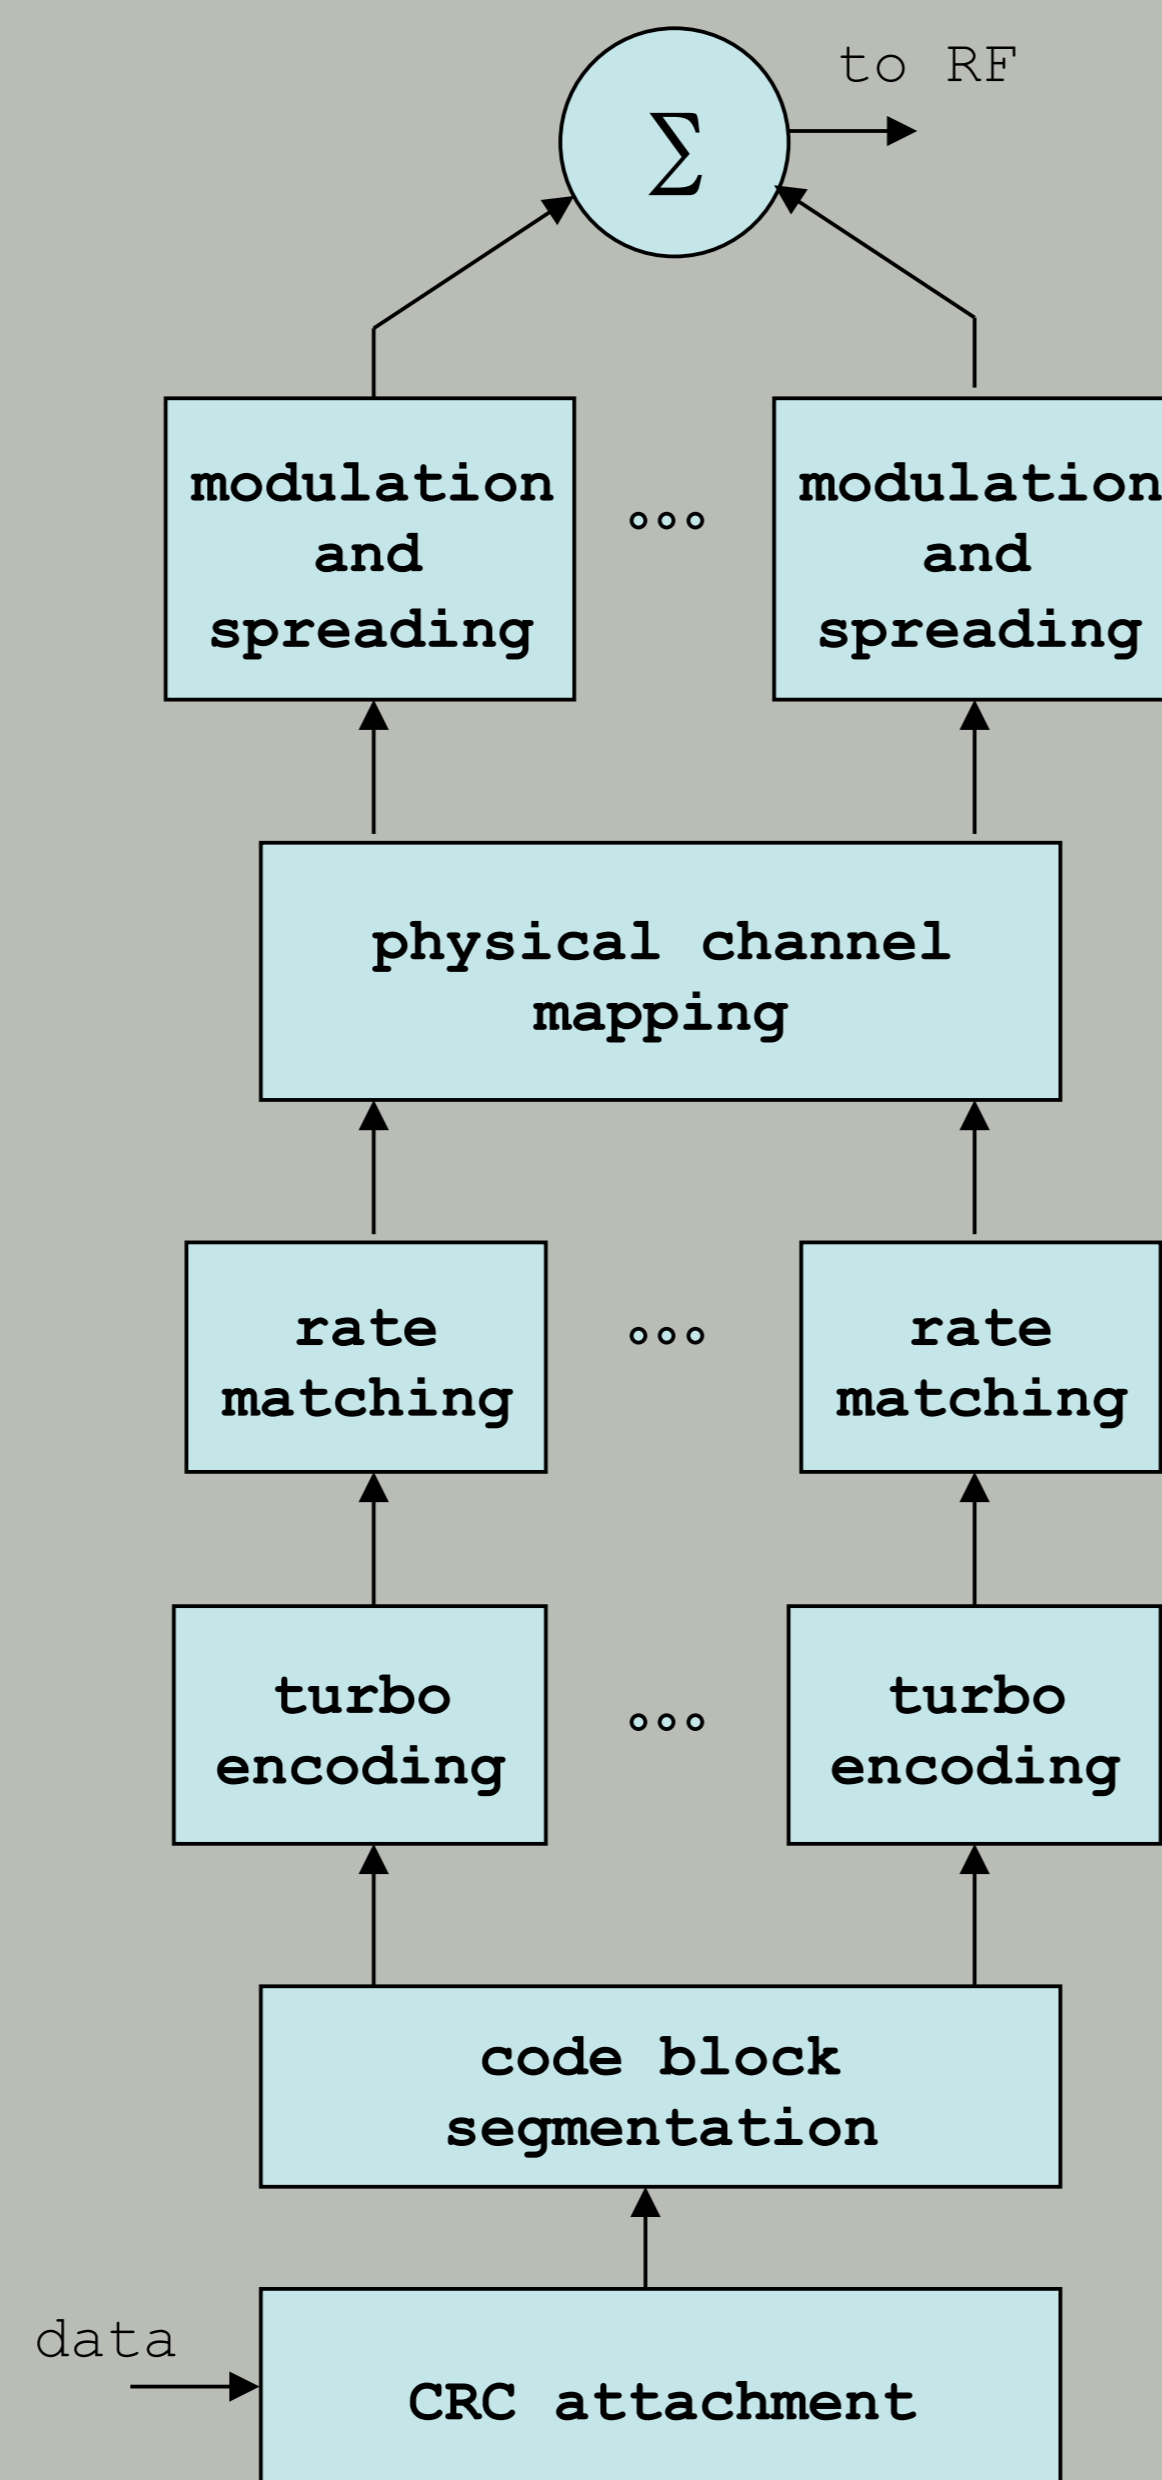 to RF
Σ
modulation
and
spreading
modulation
and
spreading
physical channel
mapping
rate
matching
rate
matching
turbo
encoding
turbo
encoding
code block
segmentation
data
CRC attachment